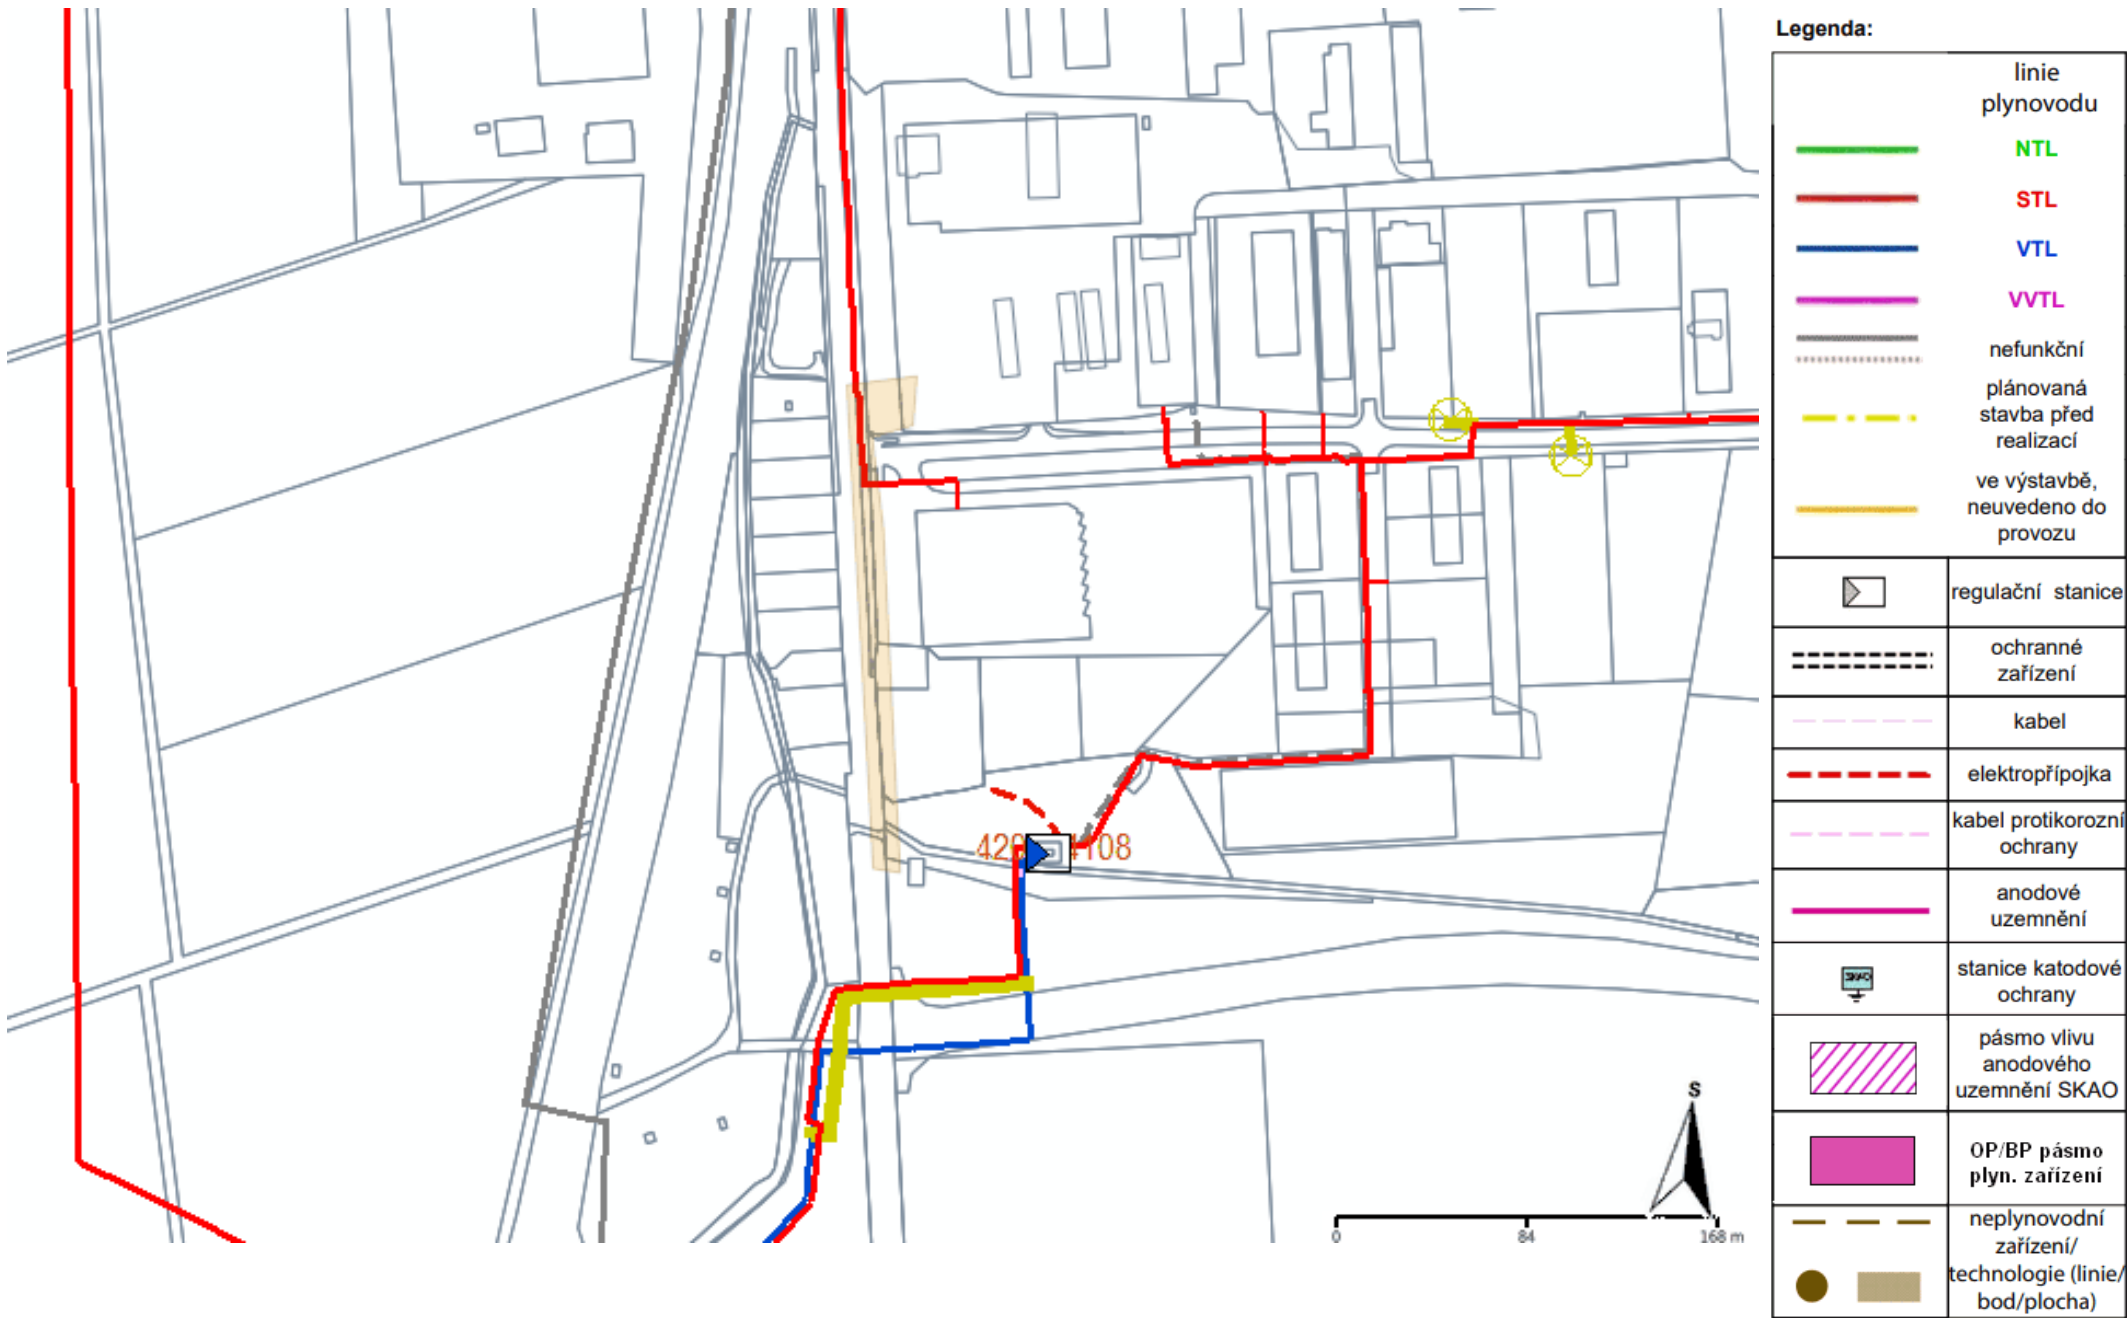 Legenda:
linie
plynovodu
NTL
STL
VTL
VVTL
nefunkční
plánovaná
stavba před
realizací
ve výstavbě,
neuvedeno do
provozu
regulační stanice
ochranné
zařízení
kabel
elektropřípojka
kabel protikorozní
ochrany
anodové
uzemnění
SKAO
stanice katodové
ochrany
pásmo vlivu
anodového
uzemnění SKAO
OP/BP pásmo
plyn. zařízení
neplynovodní
zařízení/
technologie (linie/
bod/plocha)
S
0 84 168 m